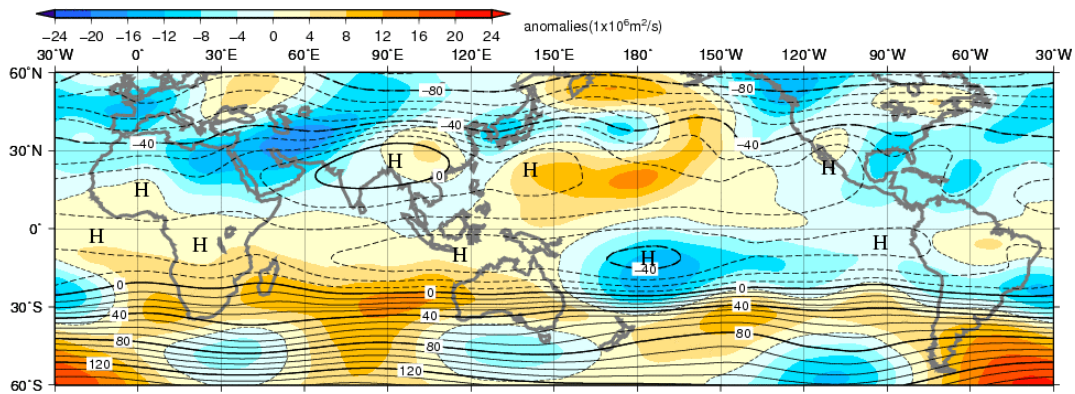 −24 −20 −16 −12 −8 −4 0 4 8 12 16 20 24 anomalies(1x10⁶m²/s)
30˚W 0˚ 30˚E 60˚E 90˚E 120˚E 150˚E 180˚ 150˚W 120˚W 90˚W 60˚W 30˚W
60˚N
−80 −80
−40 −40 −40
30˚N
H H H
H 0
0˚
H H H
H H
−40
0 0 0
30˚S
40 40 40
80 80 80
120 120
60˚S